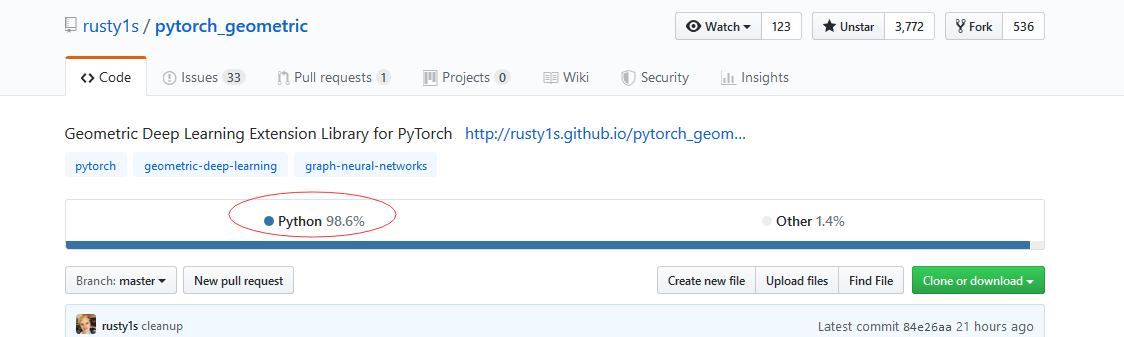 rusty1s / pytorch_geometric Watch 123 Unstar 3,772 Fork 536
Code Issues 33 Pull requests 1 Projects 0 Wiki Security Insights
Geometric Deep Learning Extension Library for PyTorch http://rusty1s.github.io/pytorch_geom...
pytorch geometric-deep-learning graph-neural-networks
Python 98.6% Other 1.4%
Branch: master New pull request Create new file Upload files Find File Clone or download
rusty1s cleanup Latest commit 84e26aa 21 hours ago